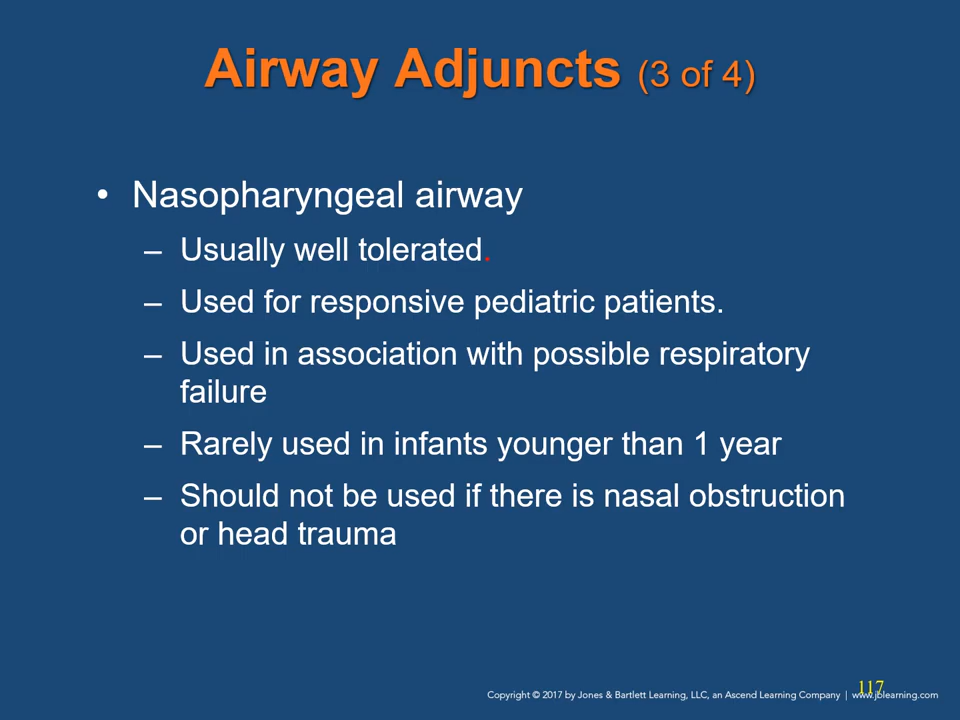 Airway Adjuncts (3 of 4)
• Nasopharyngeal airway
– Usually well tolerated.
– Used for responsive pediatric patients.
– Used in association with possible respiratory
failure
– Rarely used in infants younger than 1 year
– Should not be used if there is nasal obstruction
or head trauma
117
Copyright © 2017 by Jones & Bartlett Learning, LLC, an Ascend Learning Company | www.jblearning.com